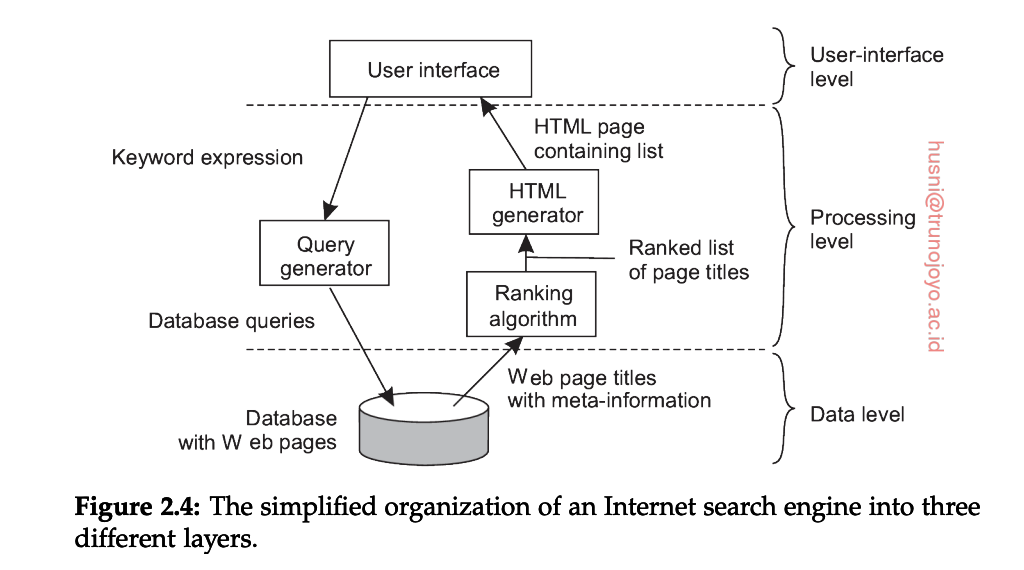 User interface
User-interface
level
HTML page
containing list
Keyword expression
HTML
generator
Processing
level
Query
generator
Ranked list
of page titles
Ranking
algorithm
Database queries
Web page titles
with meta-information
Database
with Web pages
Data level
husni@trunojoyo.ac.id
Figure 2.4: The simplified organization of an Internet search engine into three
different layers.